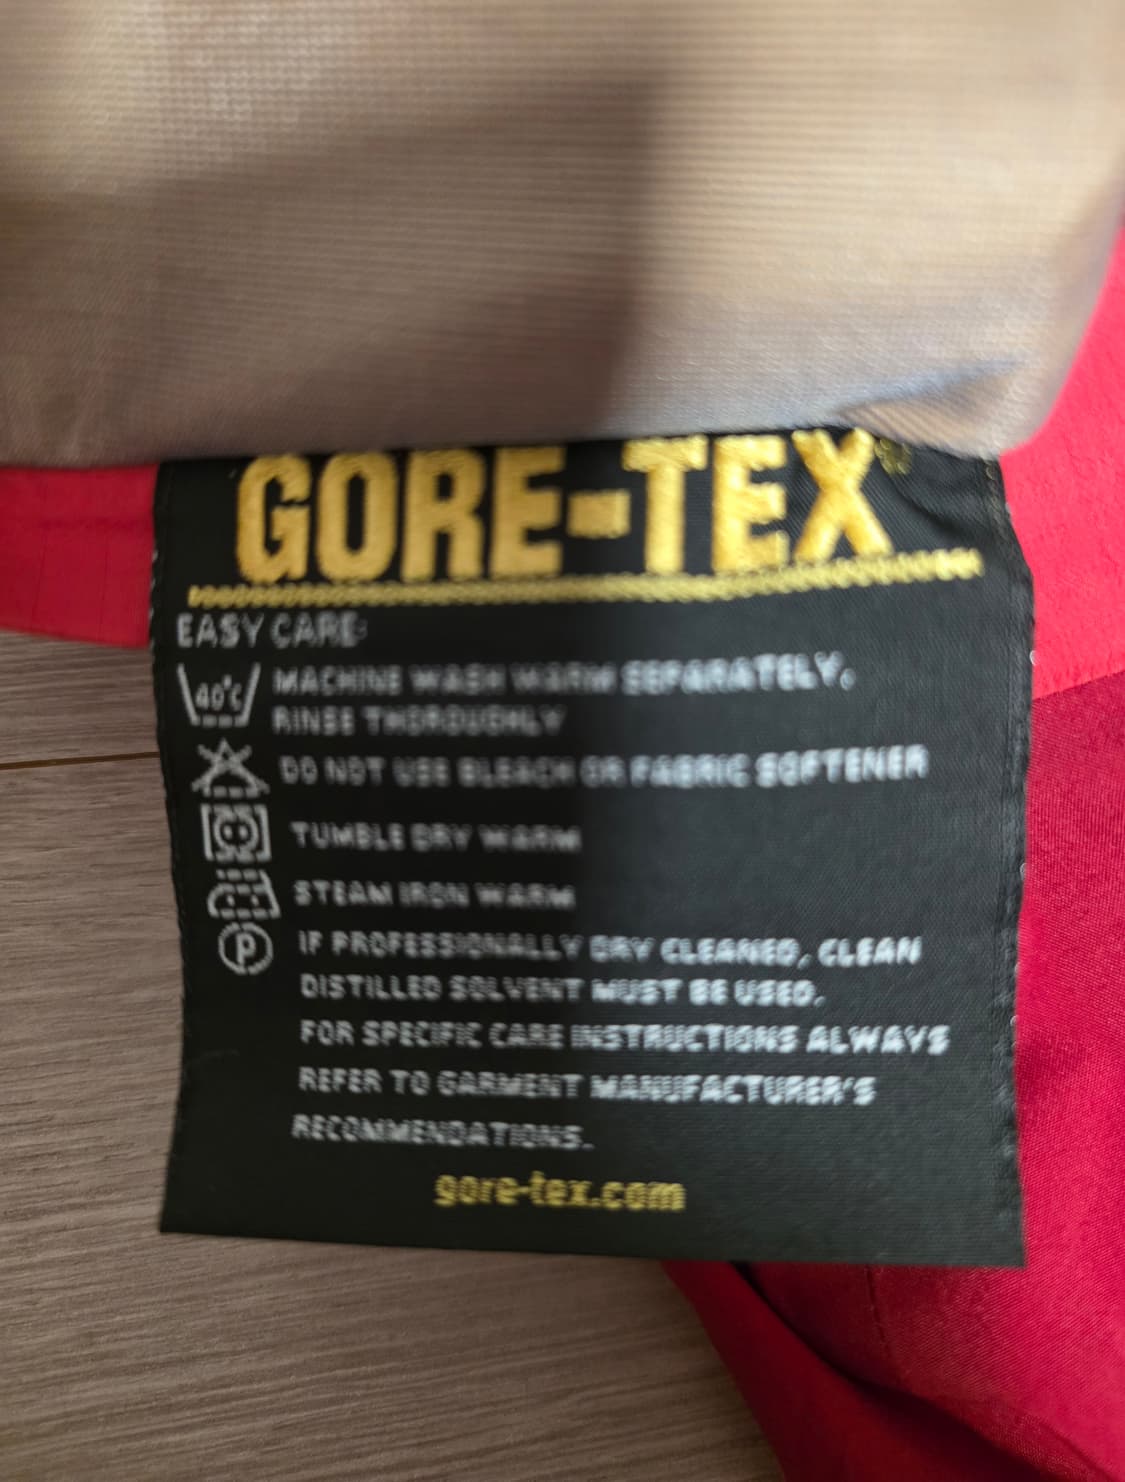 GORE-TEX®
EASY CARE:
40°C MACHINE WASH WARM SEPARATELY.
RINSE THOROUGHLY
DO NOT USE BLEACH OR FABRIC SOFTENER
TUMBLE DRY WARM
STEAM IRON WARM
P IF PROFESSIONALLY DRY CLEANED, CLEAN
DISTILLED SOLVENT MUST BE USED.
FOR SPECIFIC CARE INSTRUCTIONS ALWAYS
REFER TO GARMENT MANUFACTURER'S
RECOMMENDATIONS.
gore-tex.com